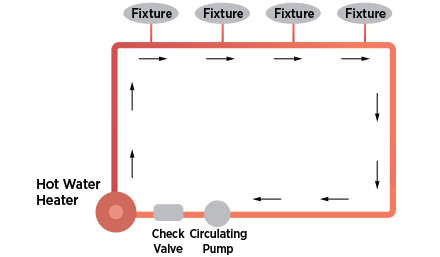 Fixture Fixture Fixture Fixture
Hot Water
Heater
Check Circulating
Valve Pump